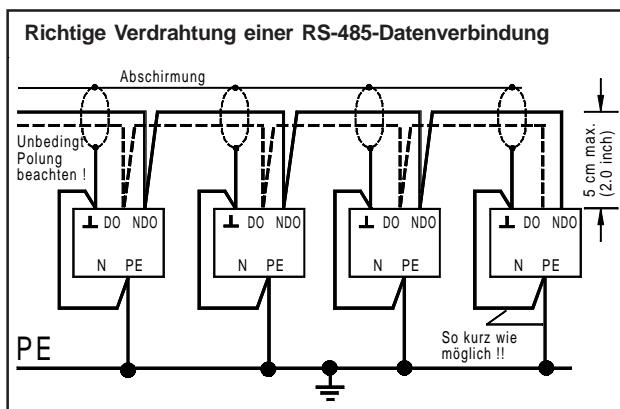 Richtige Verdrahtung einer RS-485-Datenverbindung
Abschirmung
Unbedingt
Polung
beachten !
5 cm max.
(2.0 inch)
DO NDO
DO NDO
DO NDO
DO NDO
N PE
N PE
N PE
N PE
So kurz wie
möglich !!
PE